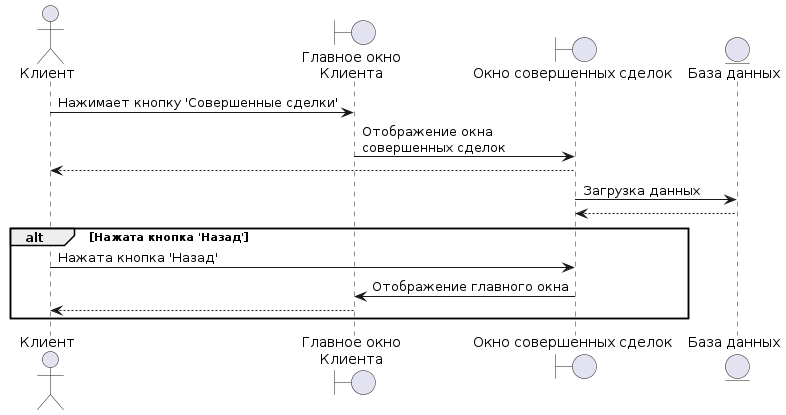 Клиент
Главное окно
Клиента
Окно совершенных сделок
База данных
Нажимает кнопку 'Совершенные сделки'
Отображение окна
совершенных сделок
Загрузка данных
alt [Нажата кнопка 'Назад']
Нажата кнопка 'Назад'
Отображение главного окна
Клиент
Главное окно
Клиента
Окно совершенных сделок
База данных